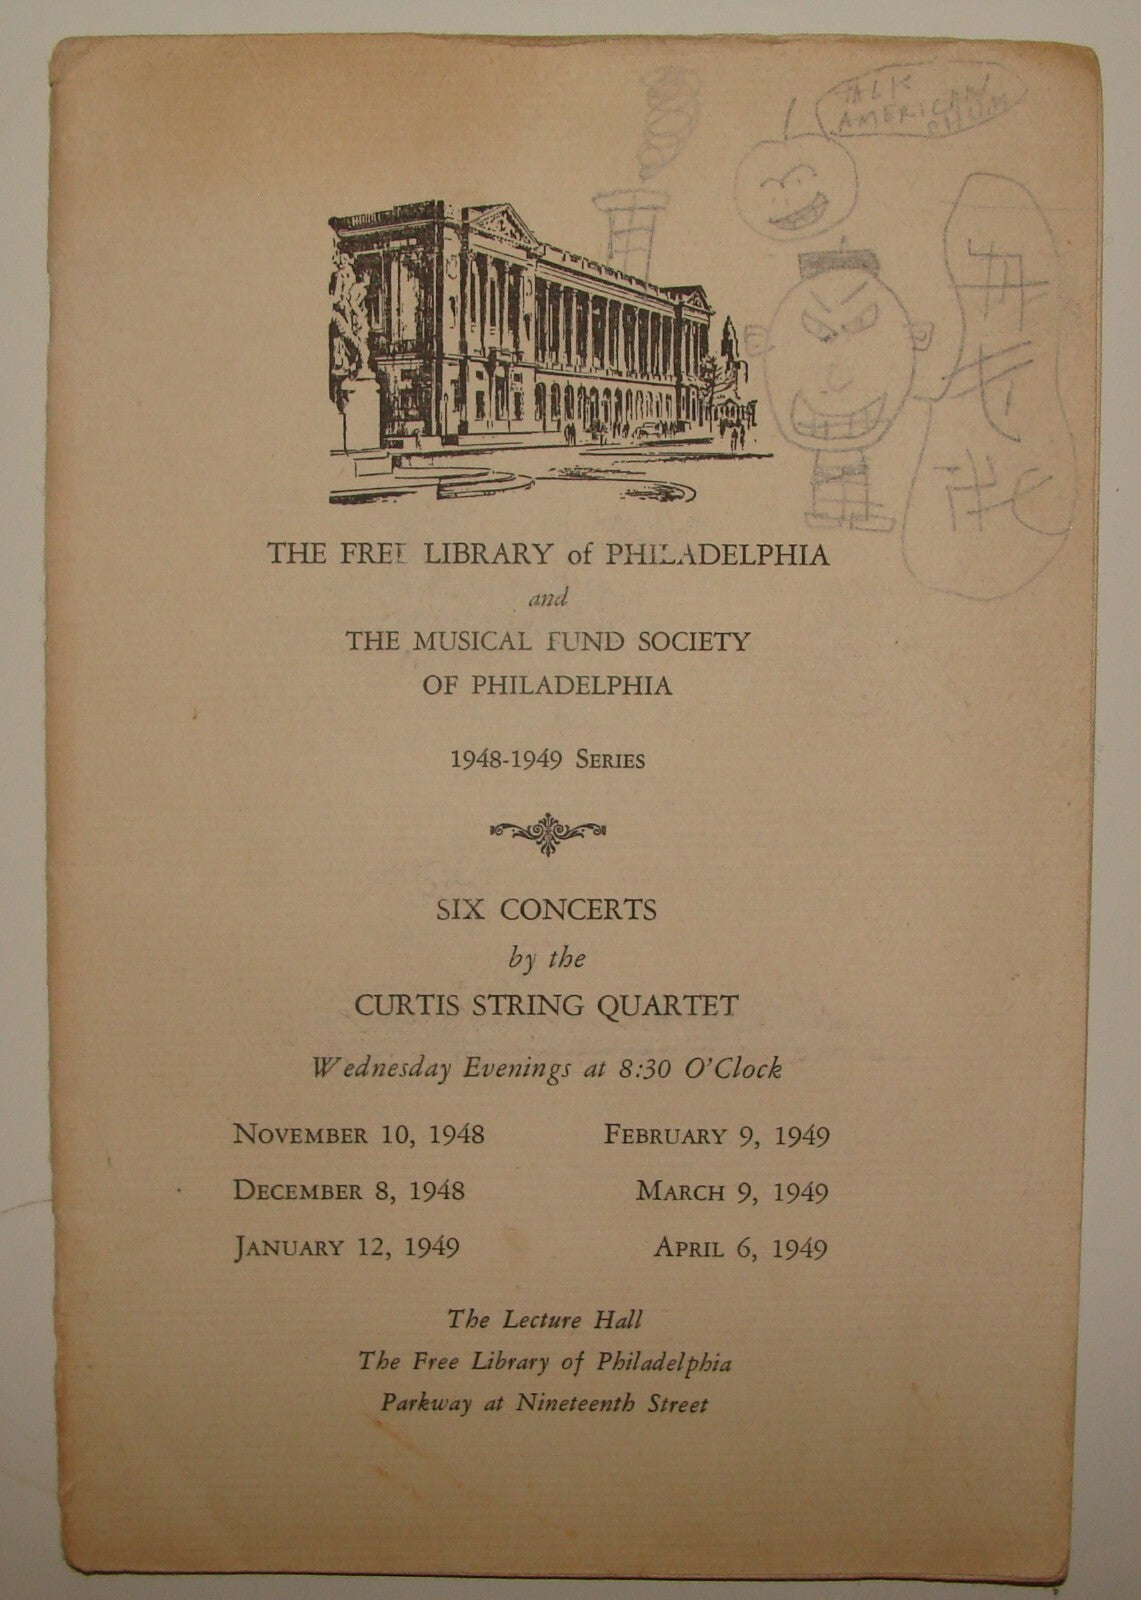 TALK
AMERICAN
CHUM
THE FREE LIBRARY of PHILADELPHIA
and
THE MUSICAL FUND SOCIETY
OF PHILADELPHIA
1948-1949 SERIES
SIX CONCERTS
by the
CURTIS STRING QUARTET
Wednesday Evenings at 8:30 O'Clock
NOVEMBER 10, 1948 FEBRUARY 9, 1949
DECEMBER 8, 1948 MARCH 9, 1949
JANUARY 12, 1949 APRIL 6, 1949
The Lecture Hall
The Free Library of Philadelphia
Parkway at Nineteenth Street